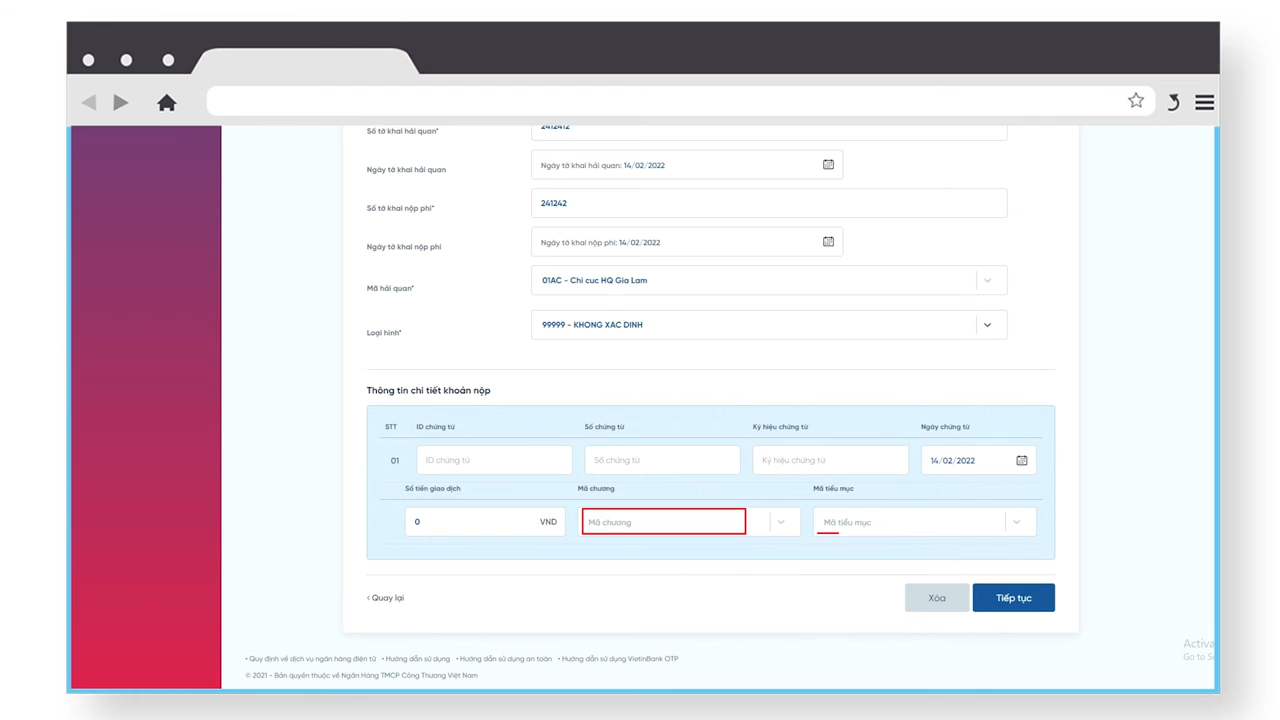 Số tờ khai hải quan* 2412412
Ngày tờ khai hải quan Ngày tờ khai hải quan: 14/02/2022
Số tờ khai nộp phí* 241242
Ngày tờ khai nộp phí Ngày tờ khai nộp phí: 14/02/2022
Mã hải quan* 01AC - Chi cuc HQ Gia Lam
Loại hình* 99999 - KHONG XAC DINH
Thông tin chi tiết khoản nộp
STT ID chứng từ Số chứng từ Ký hiệu chứng từ Ngày chứng từ
01 ID chứng từ Số chứng từ Ký hiệu chứng từ 14/02/2022
Số tiền giao dịch Mã chương Mã tiểu mục
0 VND Mã chương Mã tiểu mục
‹ Quay lại Xóa Tiếp tục
• Quy định về dịch vụ ngân hàng điện tử • Hướng dẫn sử dụng • Hướng dẫn sử dụng an toàn • Hướng dẫn sử dụng VietinBank OTP
© 2021 - Bản quyền thuộc về Ngân Hàng TMCP Công Thương Việt Nam
Activa
Go to S